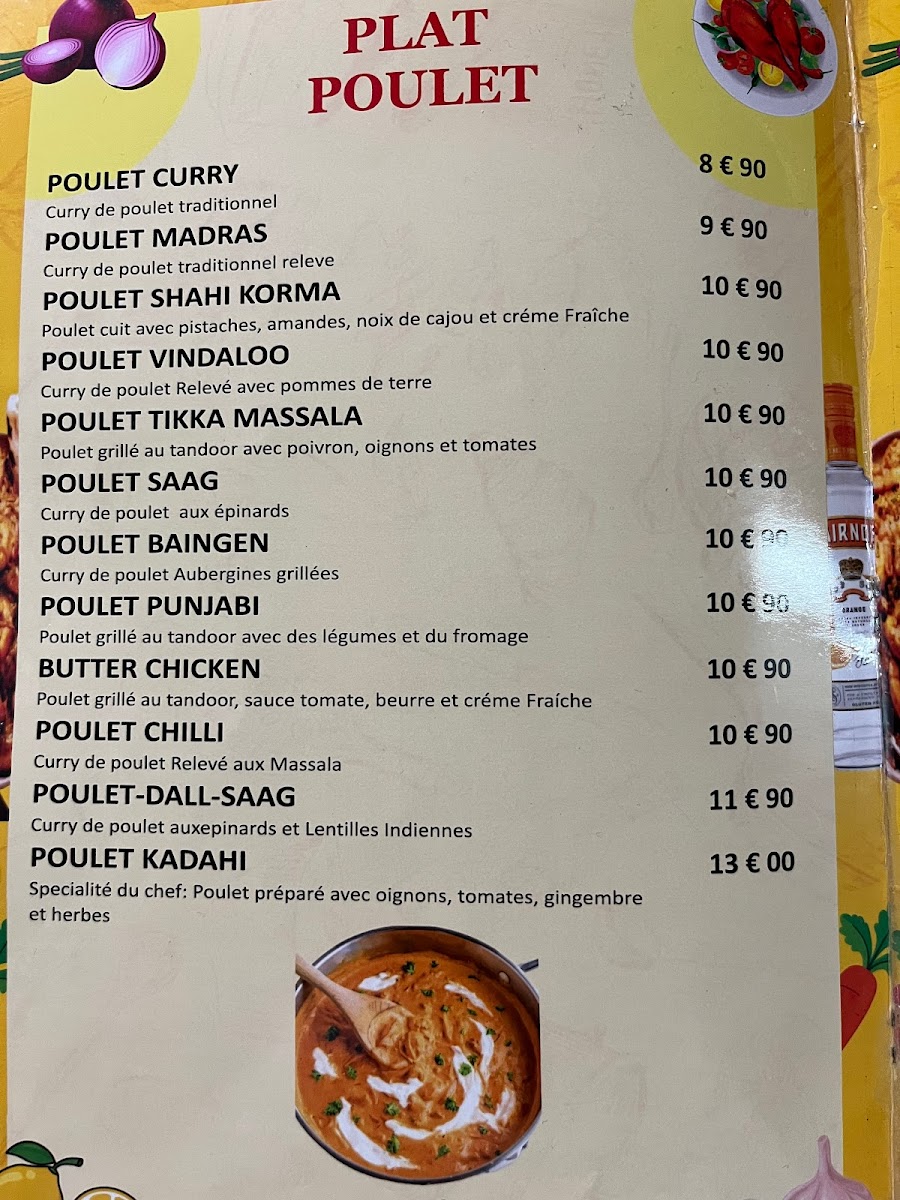 PLAT
POULET
POULET CURRY 8 € 90
Curry de poulet traditionnel
POULET MADRAS 9 € 90
Curry de poulet traditionnel releve
POULET SHAHI KORMA 10 € 90
Poulet cuit avec pistaches, amandes, noix de cajou et créme Fraîche
POULET VINDALOO 10 € 90
Curry de poulet Relevé avec pommes de terre
POULET TIKKA MASSALA 10 € 90
Poulet grillé au tandoor avec poivron, oignons et tomates
POULET SAAG 10 € 90
Curry de poulet aux épinards
POULET BAINGEN 10 € 90
Curry de poulet Aubergines grillées
POULET PUNJABI 10 € 90
Poulet grillé au tandoor avec des légumes et du fromage
BUTTER CHICKEN 10 € 90
Poulet grillé au tandoor, sauce tomate, beurre et créme Fraíche
POULET CHILLI 10 € 90
Curry de poulet Relevé aux Massala
POULET-DALL-SAAG 11 € 90
Curry de poulet auxepinards et Lentilles Indiennes
POULET KADAHI 13 € 00
Specialité du chef: Poulet préparé avec oignons, tomates, gingembre
et herbes